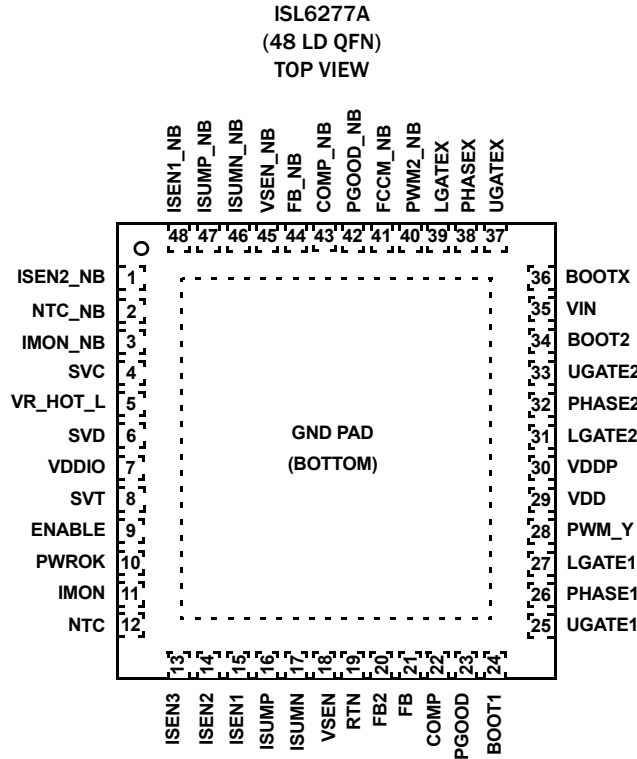 ISL6277A
(48 LD QFN)
TOP VIEW
ISEN1_NB
ISUMP_NB
ISUMN_NB
VSEN_NB
FB_NB
COMP_NB
PGOOD_NB
FCCM_NB
PWM2_NB
LGATEX
PHASEX
UGATEX
48 47 46 45 44 43 42 41 40 39 38 37
ISEN2_NB 1
NTC_NB 2
IMON_NB 3
SVC 4
VR_HOT_L 5
SVD 6
VDDIO 7
SVT 8
ENABLE 9
PWROK 10
IMON 11
NTC 12
GND PAD
(BOTTOM)
36 BOOTX
35 VIN
34 BOOT2
33 UGATE2
32 PHASE2
31 LGATE2
30 VDDP
29 VDD
28 PWM_Y
27 LGATE1
26 PHASE1
25 UGATE1
13 14 15 16 17 18 19 20 21 22 23 24
ISEN3
ISEN2
ISEN1
ISUMP
ISUMN
VSEN
RTN
FB2
FB
COMP
PGOOD
BOOT1